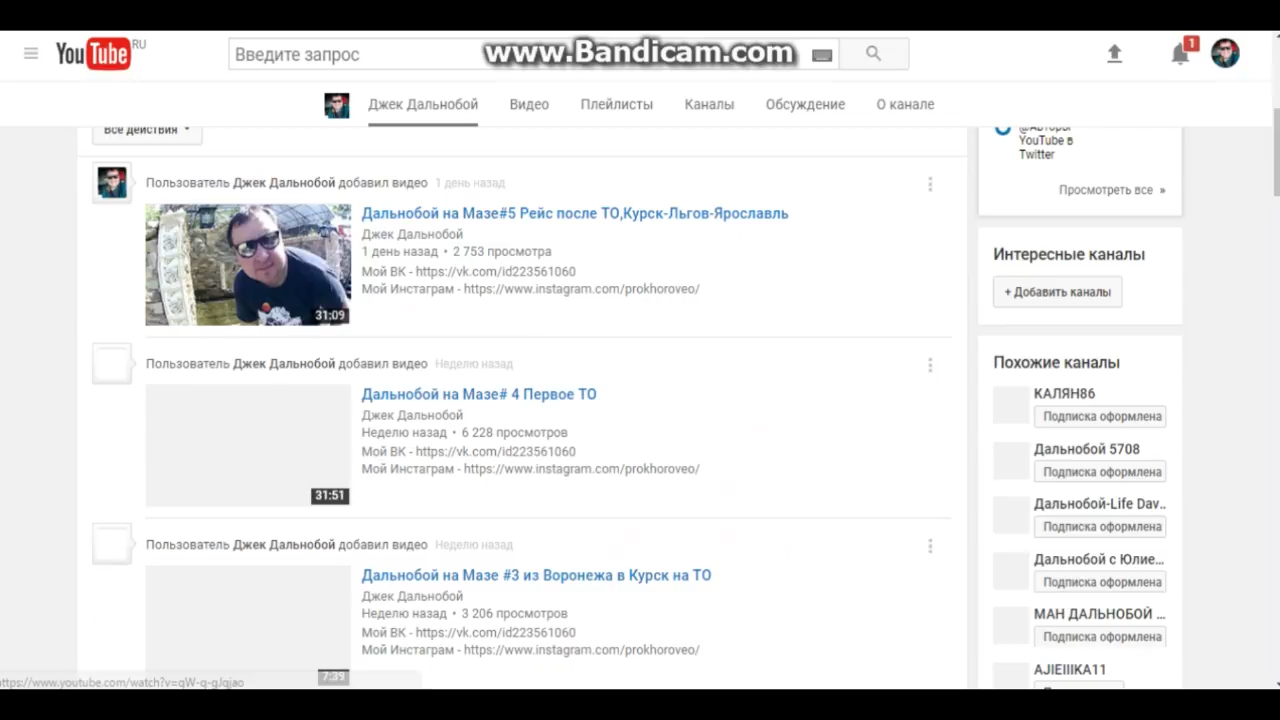 YouTube RU
Введите запрос
www.Bandicam.com
1
Джек Дальнобой
Видео
Плейлисты
Каналы
Обсуждение
О канале
Все действия
Пользователь Джек Дальнобой добавил видео 1 день назад
Дальнобой на Мазе#5 Рейс после ТО,Курск-Льгов-Ярославль
Джек Дальнобой
1 день назад • 2 753 просмотра
Мой ВК - https://vk.com/id223561060
Мой Инстаграм - https://www.instagram.com/prokhoroveo/
31:09
Пользователь Джек Дальнобой добавил видео Неделю назад
Дальнобой на Мазе# 4 Первое ТО
Джек Дальнобой
Неделю назад • 6 228 просмотров
Мой ВК - https://vk.com/id223561060
Мой Инстаграм - https://www.instagram.com/prokhoroveo/
31:51
Пользователь Джек Дальнобой добавил видео Неделю назад
Дальнобой на Мазе #3 из Воронежа в Курск на ТО
Джек Дальнобой
Неделю назад • 3 206 просмотров
Мой ВК - https://vk.com/id223561060
Мой Инстаграм - https://www.instagram.com/prokhoroveo/
7:39
@Авторы
YouTube в
Twitter
Просмотреть все »
Интересные каналы
+ Добавить каналы
Похожие каналы
КАЛЯН86
Подписка оформлена
Дальнобой 5708
Подписка оформлена
Дальнобой-Life Dav..
Подписка оформлена
Дальнобой с Юлие...
Подписка оформлена
МАН ДАЛЬНОБОЙ ...
Подписка оформлена
AJIEIIIKA11